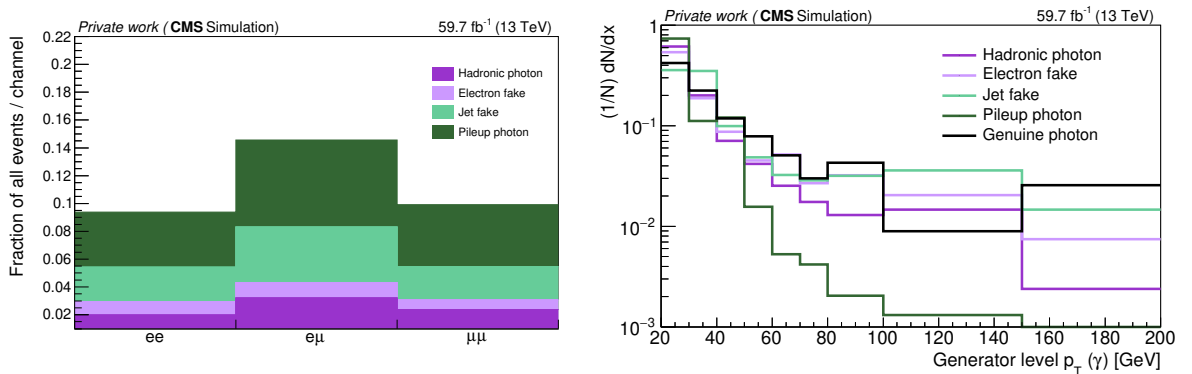 Private work (CMS Simulation) 59.7 fb⁻¹ (13 TeV)
Fraction of all events / channel
0.22
0.2
0.18
0.16
0.14
0.12
0.1
0.08
0.06
0.04
0.02
Hadronic photon
Electron fake
Jet fake
Pileup photon
ee eμ μμ
Private work (CMS Simulation) 59.7 fb⁻¹ (13 TeV)
(1/N) dN/dx
1
10⁻¹
10⁻²
10⁻³
Hadronic photon
Electron fake
Jet fake
Pileup photon
Genuine photon
20 40 60 80 100 120 140 160 180 200
Generator level p_T (γ) [GeV]